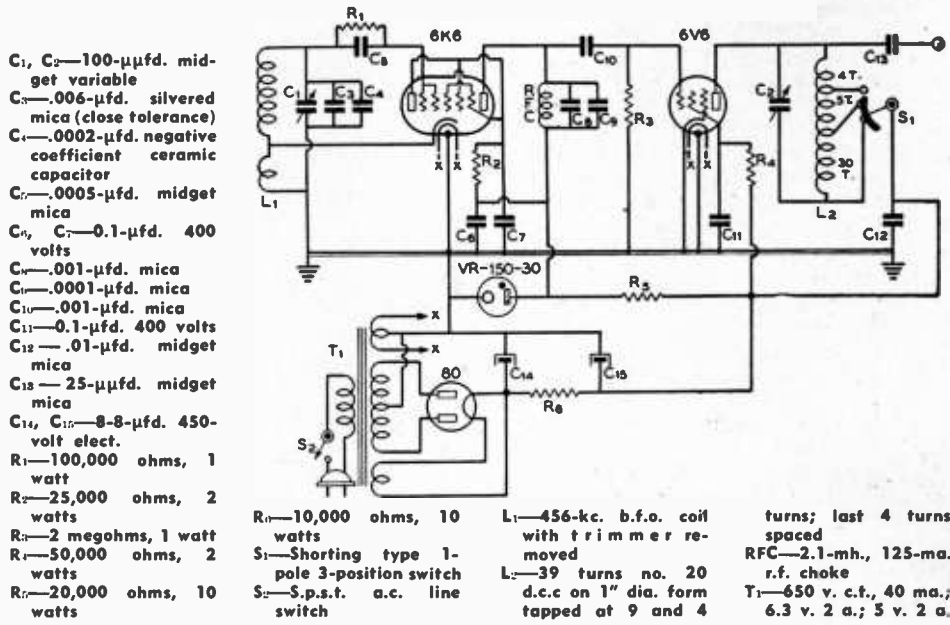 C₁, C₂—100-μμfd. mid-
get variable
C₃—.006-μfd. silvered
mica (close tolerance)
C₄—.0002-μfd. negative
coefficient ceramic
capacitor
C₅—.0005-μfd. midget
mica
C₆, C₇—0.1-μfd. 400
volts
C₈—.001-μfd. mica
C₉—.0001-μfd. mica
C₁₀—.001-μfd. mica
C₁₁—0.1-μfd. 400 volts
C₁₂—.01-μfd. midget
mica
C₁₃—25-μμfd. midget
mica
C₁₄, C₁₅—8-8-μfd. 450-
volt elect.
R₁—100,000 ohms, 1
watt
R₂—25,000 ohms, 2
watts
R₃—2 megohms, 1 watt
R₄—50,000 ohms, 2
watts
R₅—20,000 ohms, 10
watts
R₁
6K6
6V6
C₅
C₁₀
C₁₃
C₁
C₃
C₄
RFC
C₈
C₉
R₃
C₂
4T.
5T.
30
T.
S₁
L₁
X
X
R₂
X
X
R₄
L₂
C₆
C₇
C₁₁
C₁₂
VR-150-30
R₅
X
X
T₁
80
C₁₄
C₁₅
R₆
S₂
R₆—10,000 ohms, 10
watts
S₁—Shorting type 1-
pole 3-position switch
S₂—S.p.s.t. a.c. line
switch
L₁—456-kc. b.f.o. coil
with trimmer re-
moved
L₂—39 turns no. 20
d.c.c on 1" dia. form
tapped at 9 and 4
turns; last 4 turns
spaced
RFC—2.1-mh., 125-ma.
r.f. choke
T₁—650 v. c.t., 40 ma.;
6.3 v. 2 a.; 5 v. 2 a.